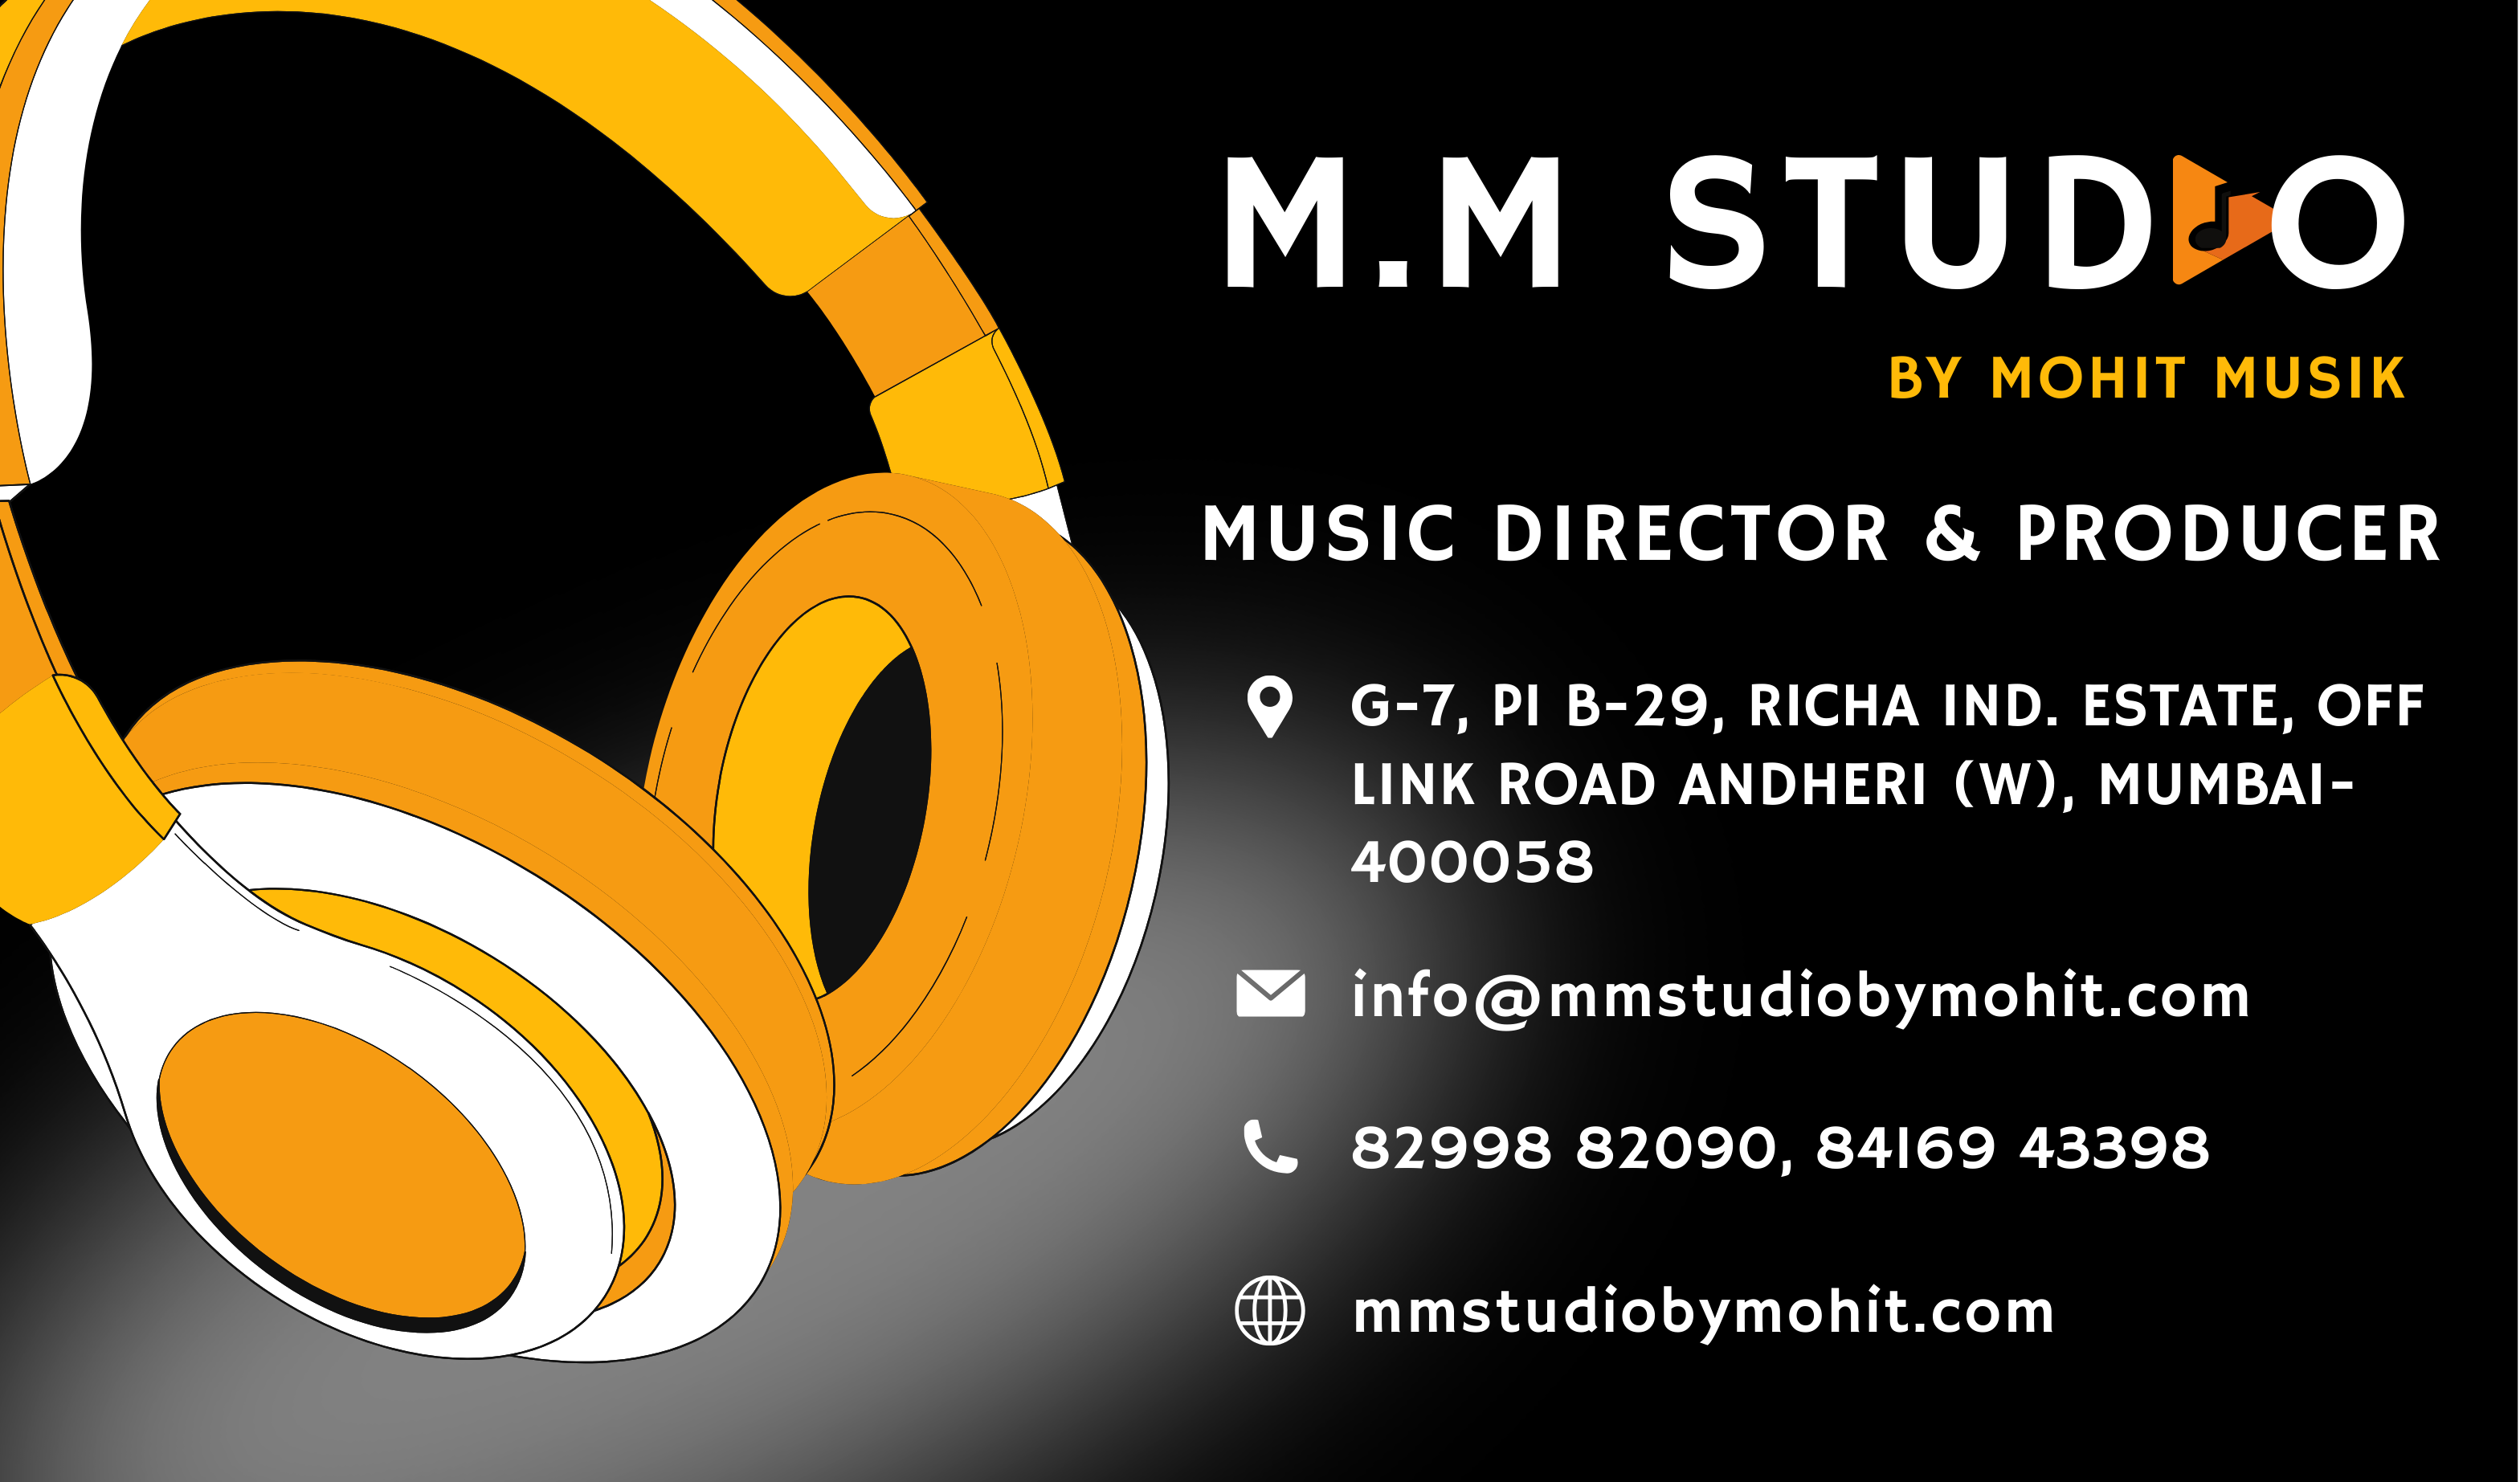 M.M STUDIO
BY MOHIT MUSIK
MUSIC DIRECTOR & PRODUCER
G-7, PI B-29, RICHA IND. ESTATE, OFF
LINK ROAD ANDHERI (W), MUMBAI-
400058
info@mmstudiobymohit.com
82998 82090, 84169 43398
mmstudiobymohit.com